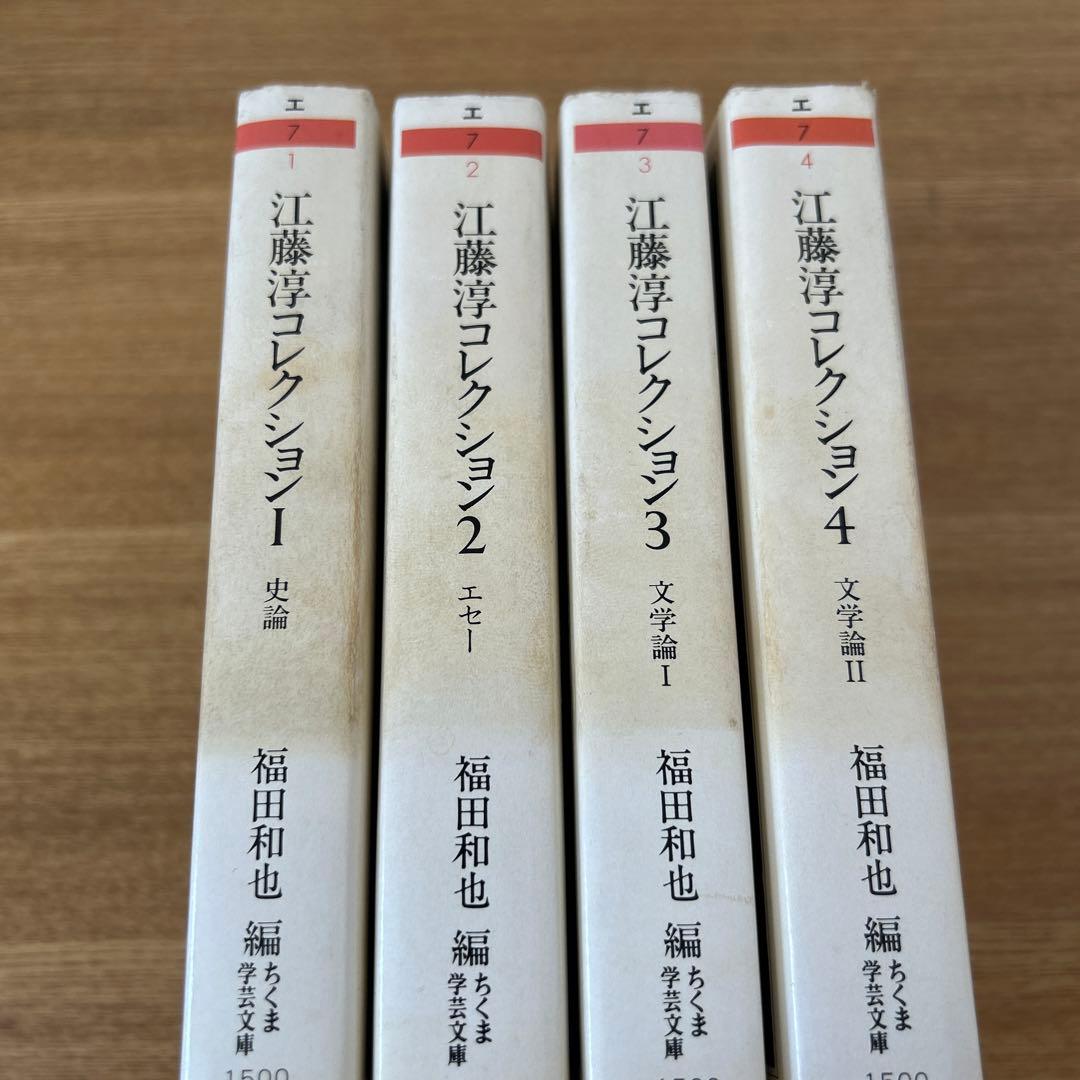 エ
7
1
江藤淳コレクション1
史論
福田和也 編
ちくま
学芸文庫
1500
エ
7
2
江藤淳コレクション2
エセー
福田和也 編
ちくま
学芸文庫
エ
7
3
江藤淳コレクション3
文学論I
福田和也 編
ちくま
学芸文庫
1500
エ
7
4
江藤淳コレクション4
文学論II
福田和也 編
ちくま
学芸文庫
1500